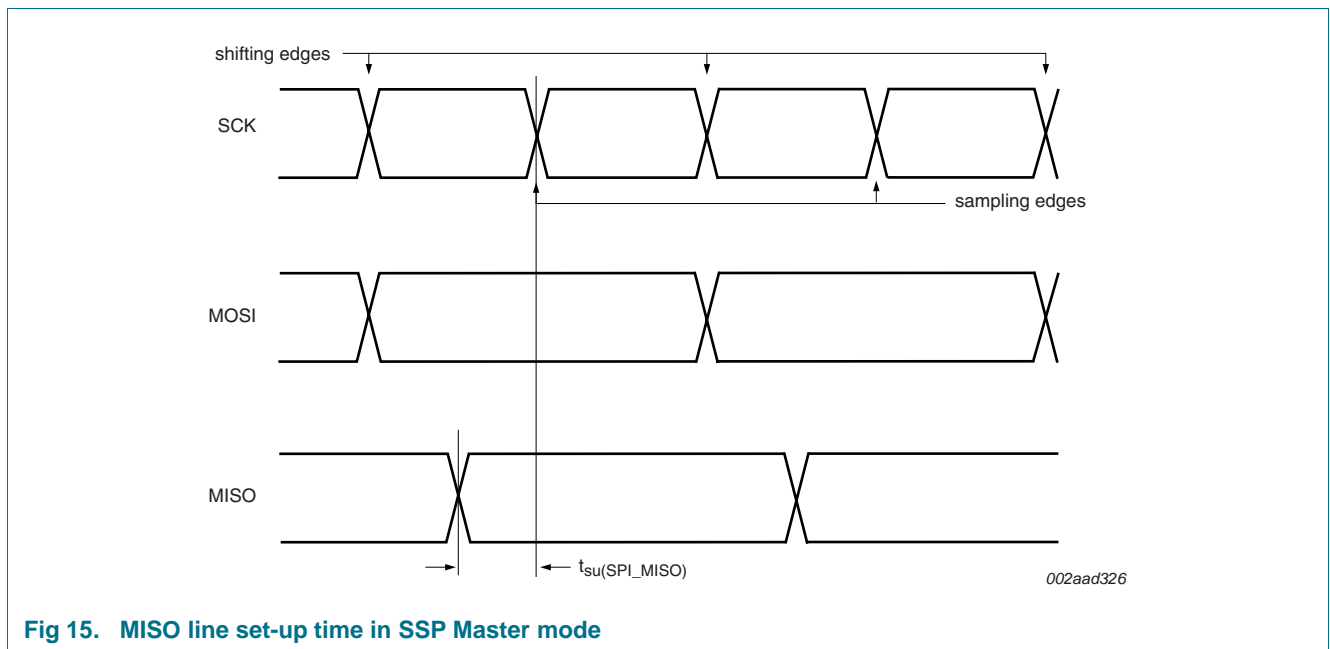 shifting edges
SCK
sampling edges
MOSI
MISO
tsu(SPI_MISO)
002aad326
Fig 15. MISO line set-up time in SSP Master mode